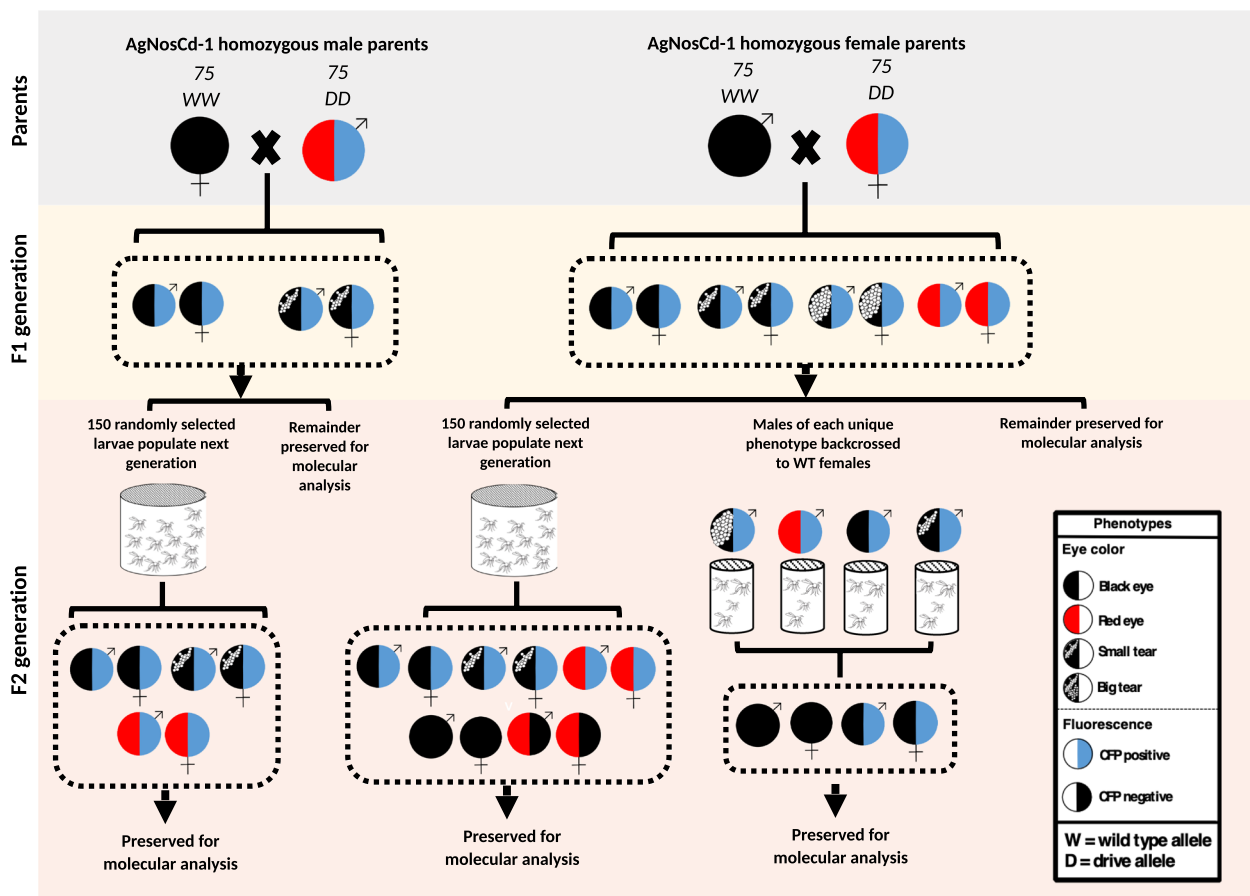 Parents
AgNosCd-1 homozygous male parents
75
WW
75
DD
AgNosCd-1 homozygous female parents
75
WW
75
DD
F1 generation
F2 generation
150 randomly selected
larvae populate next
generation
Remainder
preserved for
molecular
analysis
150 randomly selected
larvae populate next
generation
Males of each unique
phenotype backcrossed
to WT females
Remainder preserved for
molecular analysis
V
Preserved for
molecular analysis
Preserved for
molecular analysis
Preserved for
molecular analysis
Phenotypes
Eye color
Black eye
Red eye
Small tear
Big tear
Fluorescence
CFP positive
CFP negative
W = wild type allele
D = drive allele